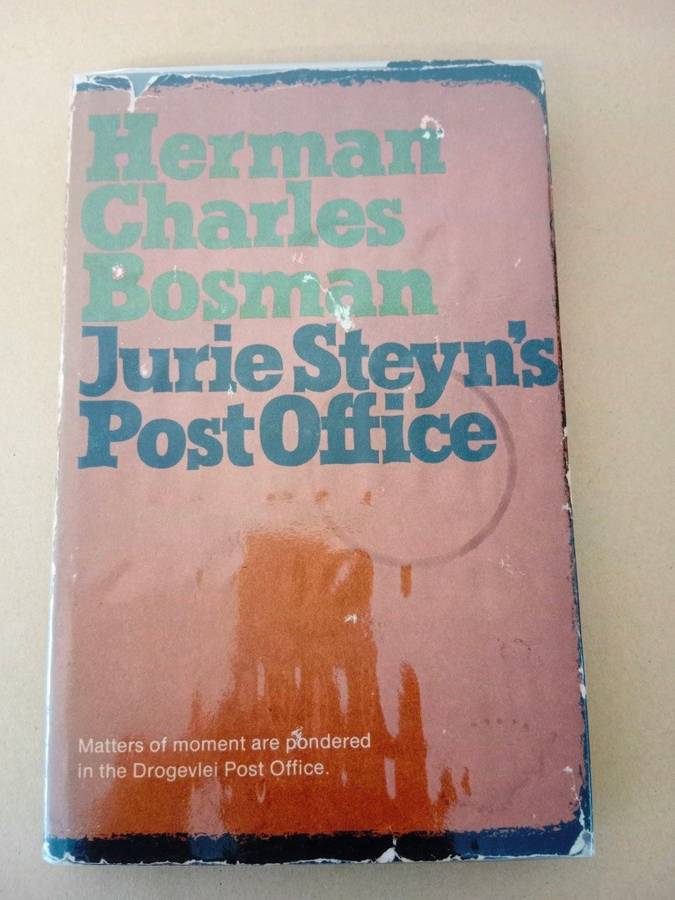 Herman
Charles
Bosman
Jurie Steyn's
Post Office
Matters of moment are pondered
in the Drogevlei Post Office.